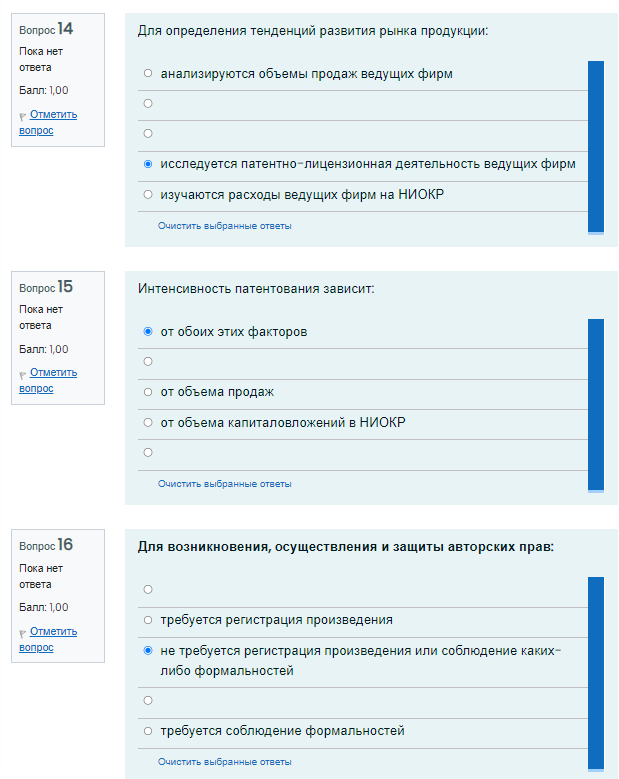 Вопрос 14
Пока нет
ответа
Балл: 1,00
Отметить
вопрос
Для определения тенденций развития рынка продукции:
анализируются объемы продаж ведущих фирм
исследуется патентно-лицензионная деятельность ведущих фирм
изучаются расходы ведущих фирм на НИОКР
Очистить выбранные ответы
Вопрос 15
Пока нет
ответа
Балл: 1,00
Отметить
вопрос
Интенсивность патентования зависит:
от обоих этих факторов
от объема продаж
от объема капиталовложений в НИОКР
Очистить выбранные ответы
Вопрос 16
Пока нет
ответа
Балл: 1,00
Отметить
вопрос
Для возникновения, осуществления и защиты авторских прав:
требуется регистрация произведения
не требуется регистрация произведения или соблюдение каких-
либо формальностей
требуется соблюдение формальностей
Очистить выбранные ответы